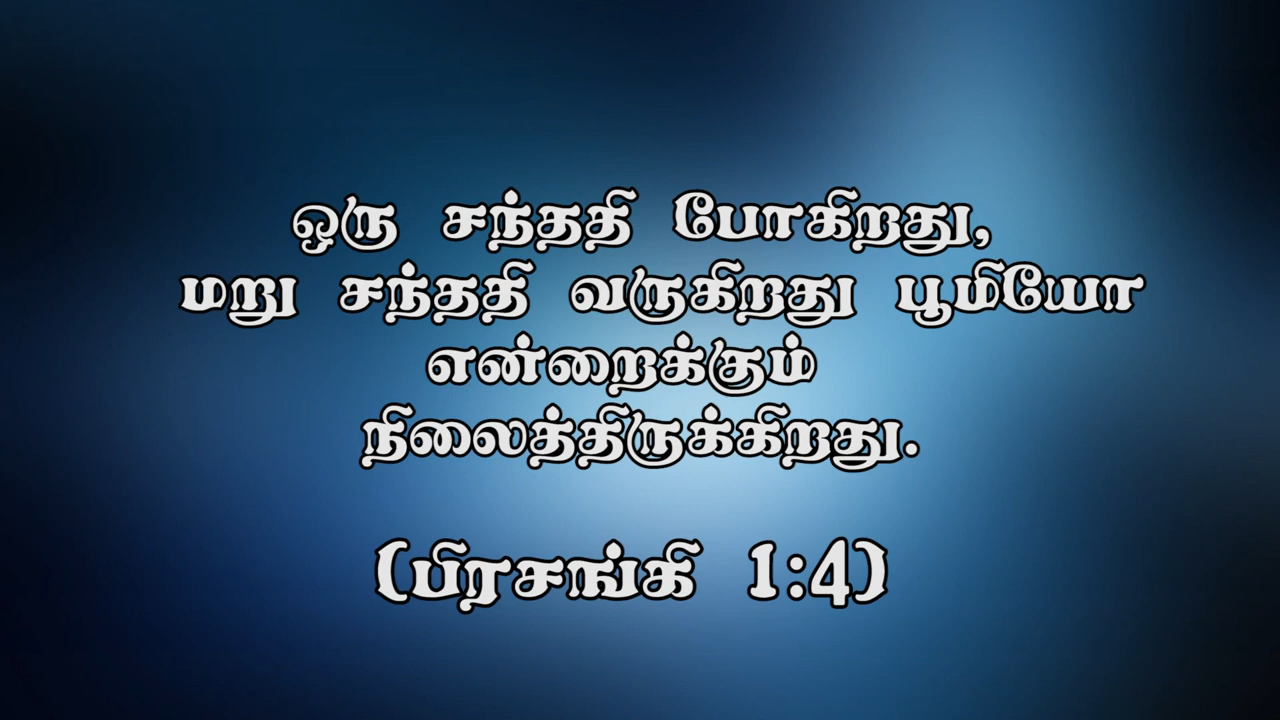 ஒரு சந்ததி போகிறது,
மறு சந்ததி வருகிறது பூமியோ
என்றைக்கும்
நிலைத்திருக்கிறது.
(பிரசங்கி 1:4)